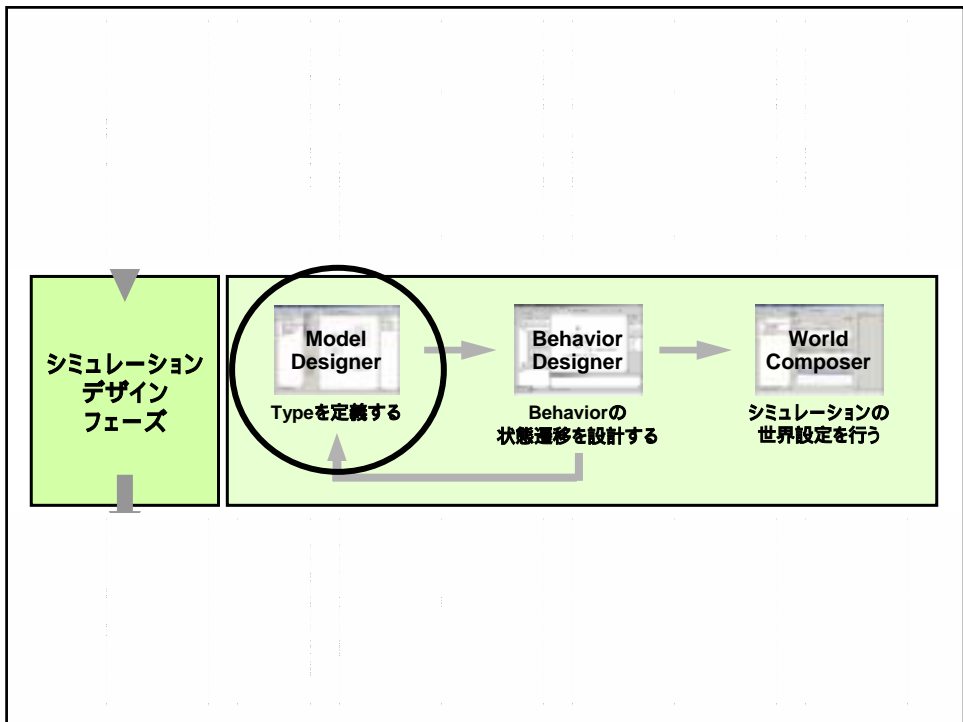 シミュレーション
デザイン
フェーズ
Model
Designer
Typeを定義する
Behavior
Designer
Behaviorの
状態遷移を設計する
World
Composer
シミュレーションの
世界設定を行う